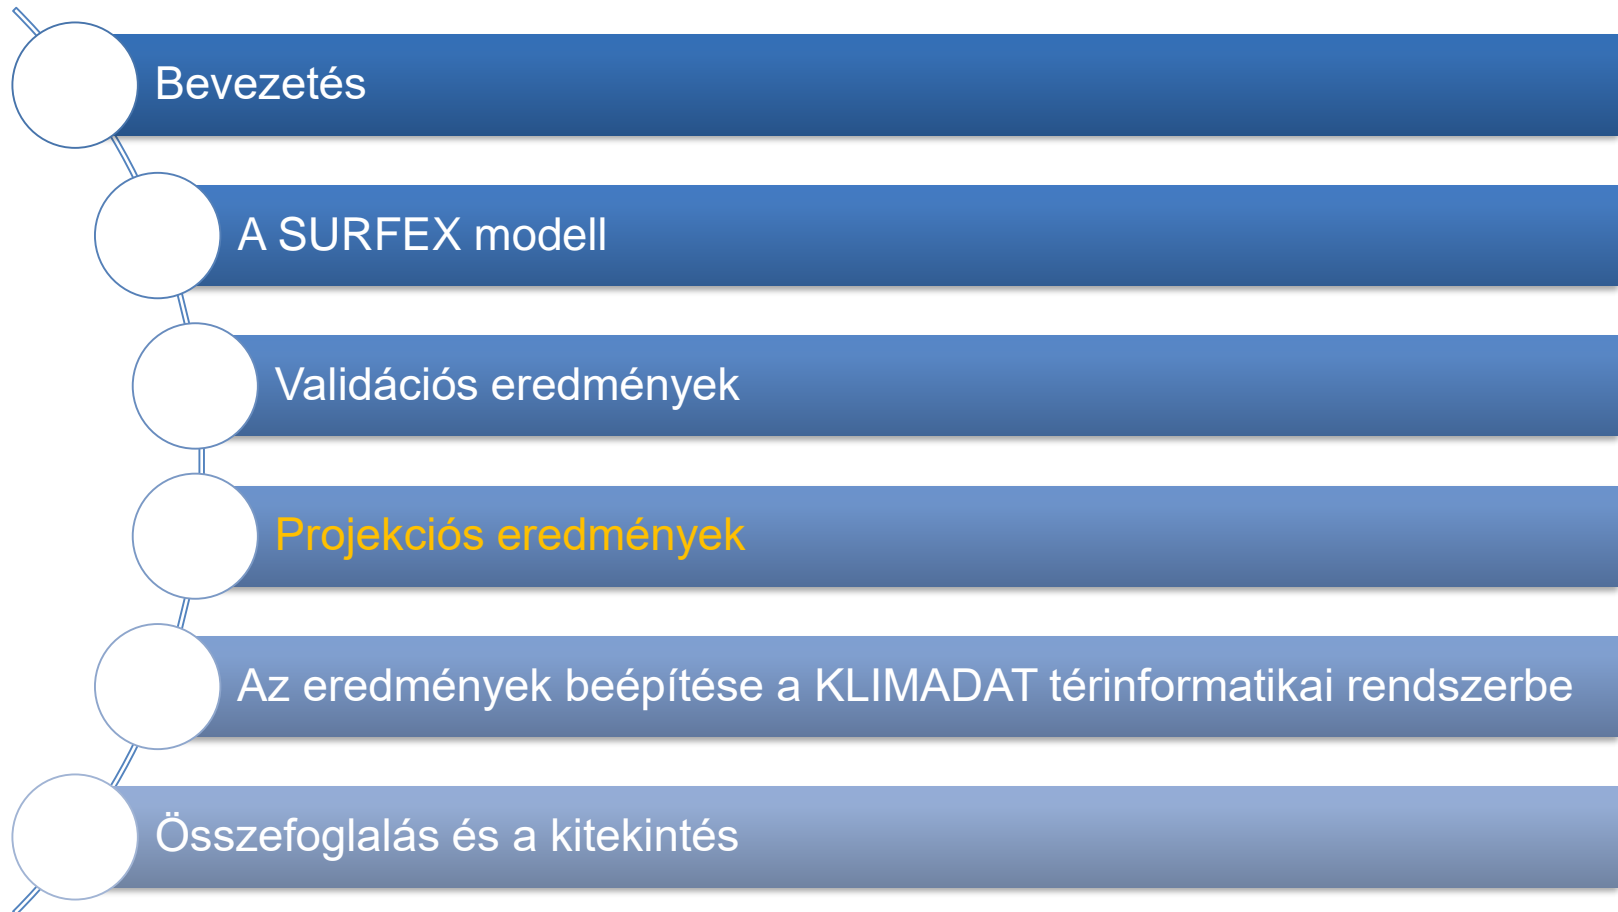 Bevezetés
A SURFEX modell
Validációs eredmények
Projekciós eredmények
Az eredmények beépítése a KLIMADAT térinformatikai rendszerbe
Összefoglalás és a kitekintés